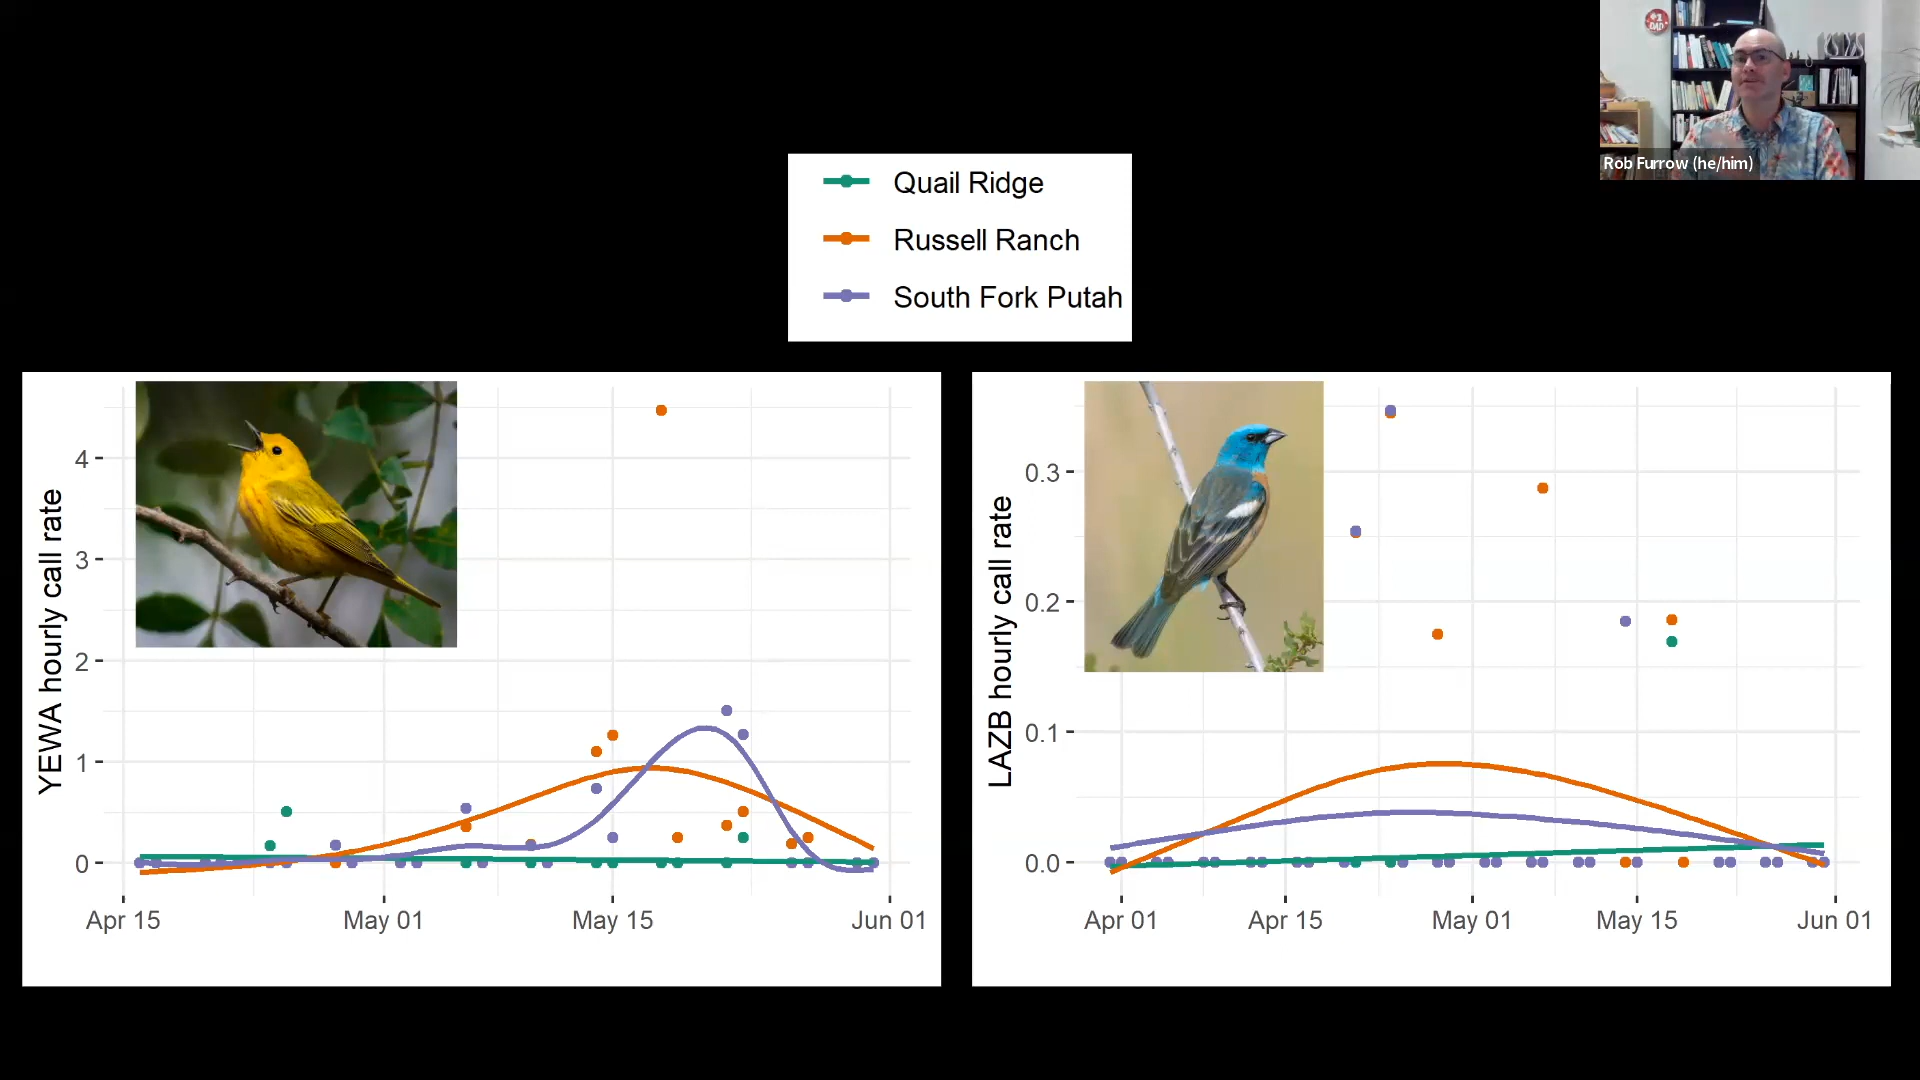 #1
DAD
Rob Furrow (he/him)
Quail Ridge
Russell Ranch
South Fork Putah
YEWA hourly call rate
4
3
2
1
0
Apr 15
May 01
May 15
Jun 01
LAZB hourly call rate
0.3
0.2
0.1
0.0
Apr 01
Apr 15
May 01
May 15
Jun 01